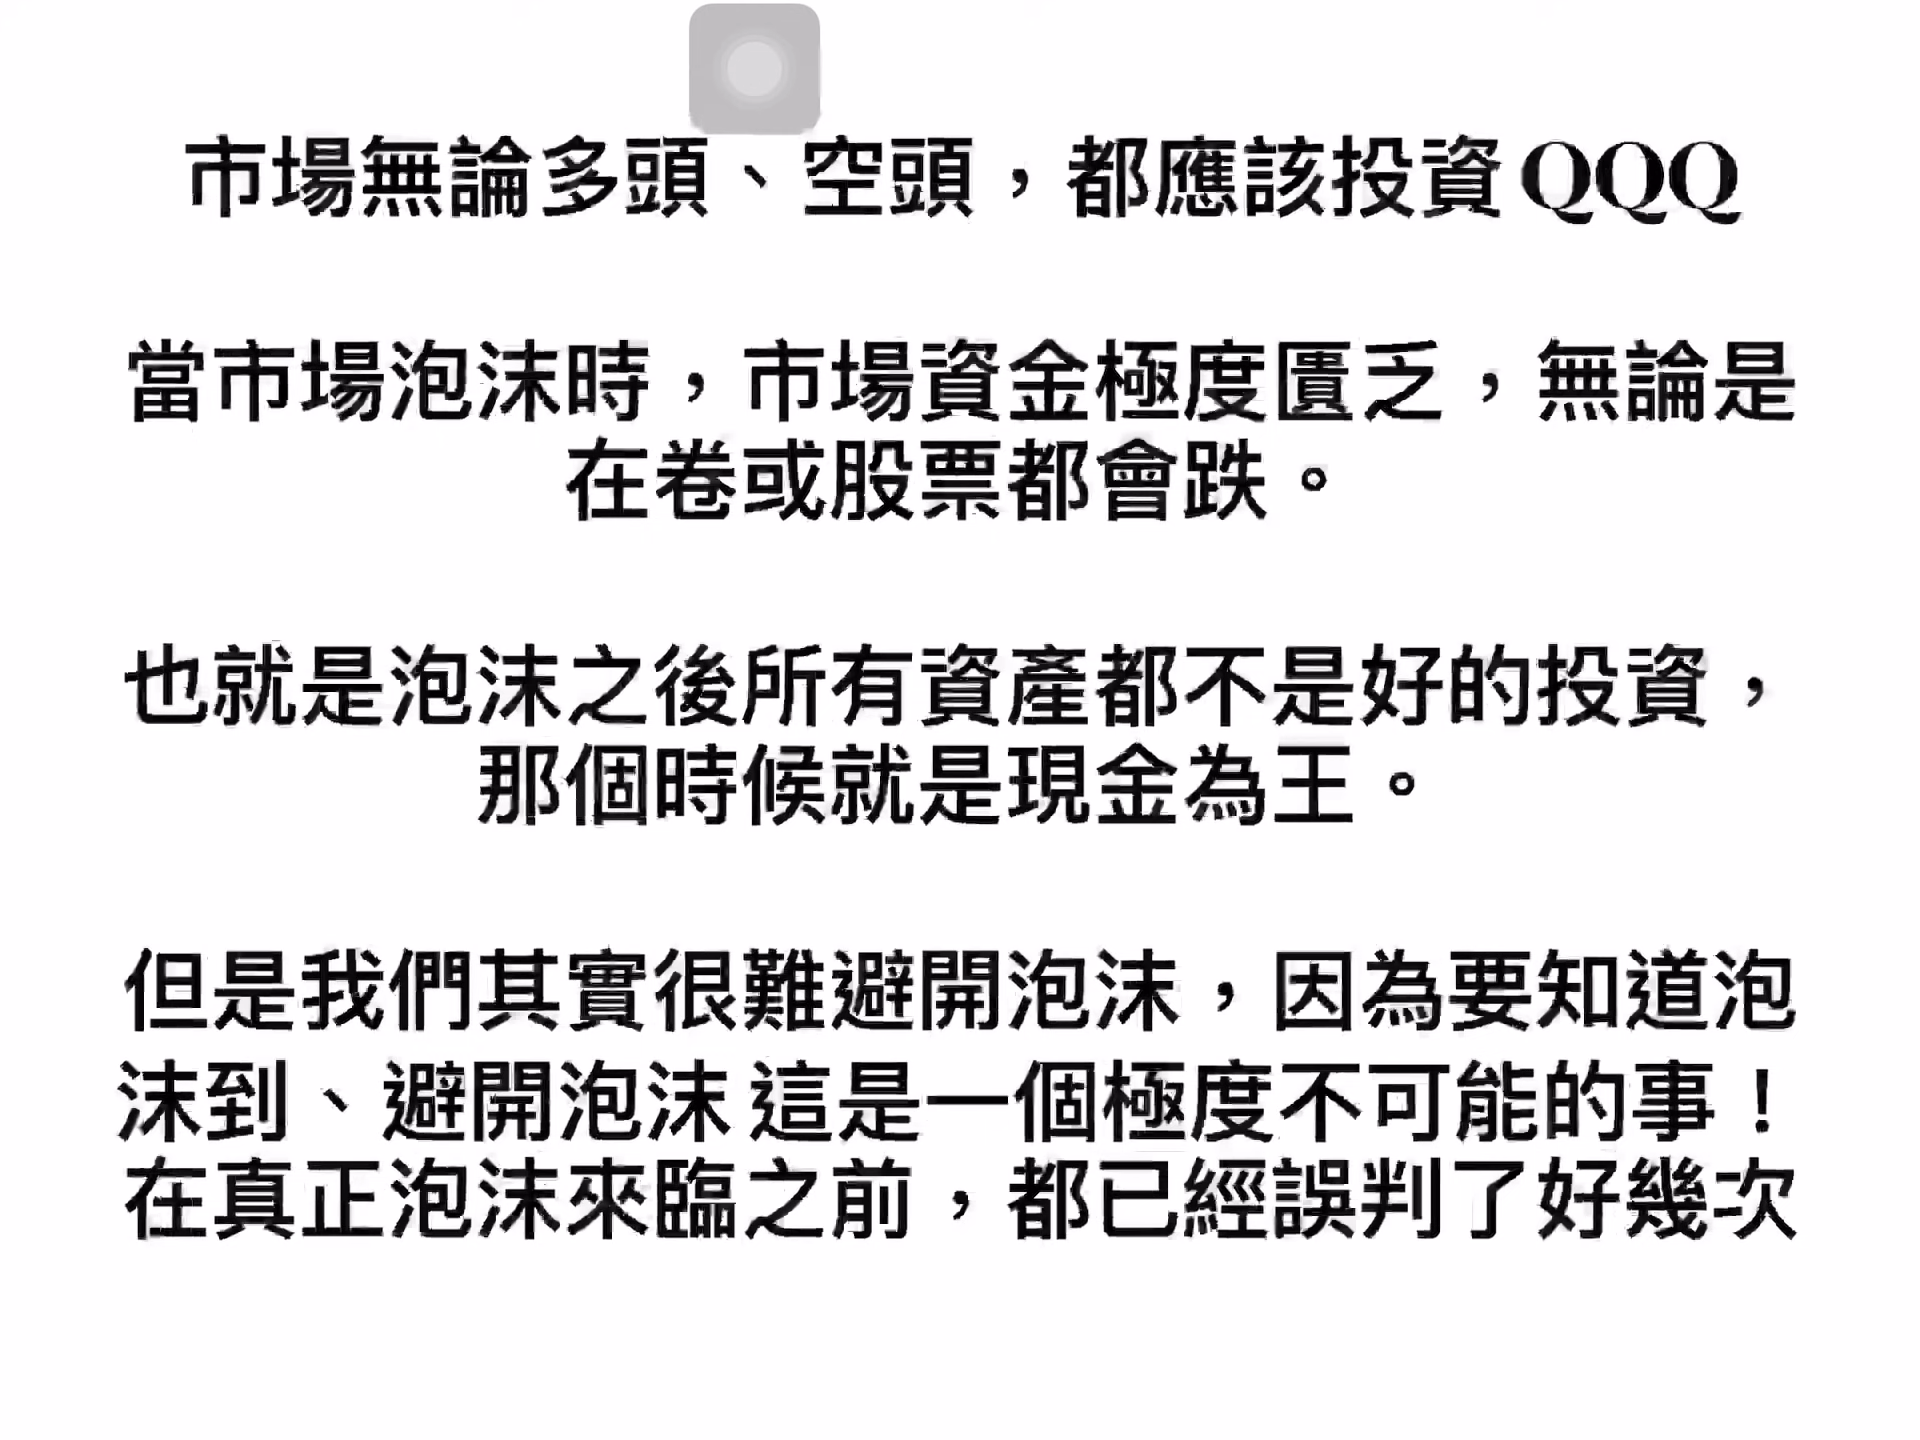 市場無論多頭、空頭，都應該投資 QQQ
當市場泡沫時，市場資金極度匱乏，無論是
在卷或股票都會跌。
也就是泡沫之後所有資產都不是好的投資，
那個時候就是現金為王。
但是我們其實很難避開泡沫，因為要知道泡
沫到、避開泡沫 這是一個極度不可能的事！
在真正泡沫來臨之前，都已經誤判了好幾次